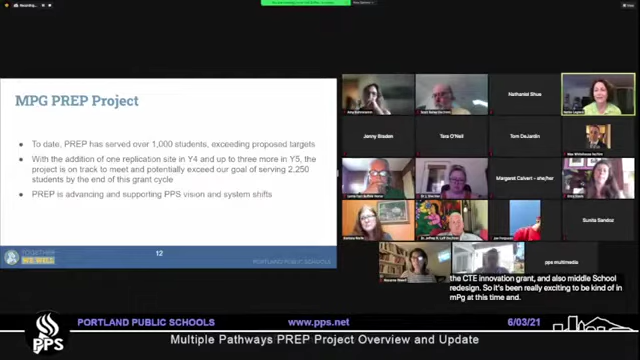 Recording...
MPG PREP Project
To date, PREP has served over 1,000 students, exceeding proposed targets
With the addition of one replication site in Y4 and up to three more in Y5, the
project is on track to meet and potentially exceed our goal of serving 2,250
students by the end of this grant cycle
PREP is advancing and supporting PPS vision and system shifts
WE WILL
12
PORTLAND PUBLIC SCHOOLS
Nathaniel Shue
Jonny
Tara O'Neil
Tom DeJardin
Margaret Calvert - she/her
Sunita
pps multimedia
the CTE innovation grant, and also middle School
redesign. So it's been really exciting to be kind of in
mPg at this time and.
PPS
PORTLAND PUBLIC SCHOOLS
www.pps.net
6/03/21
Multiple Pathways PREP Project Overview and Update